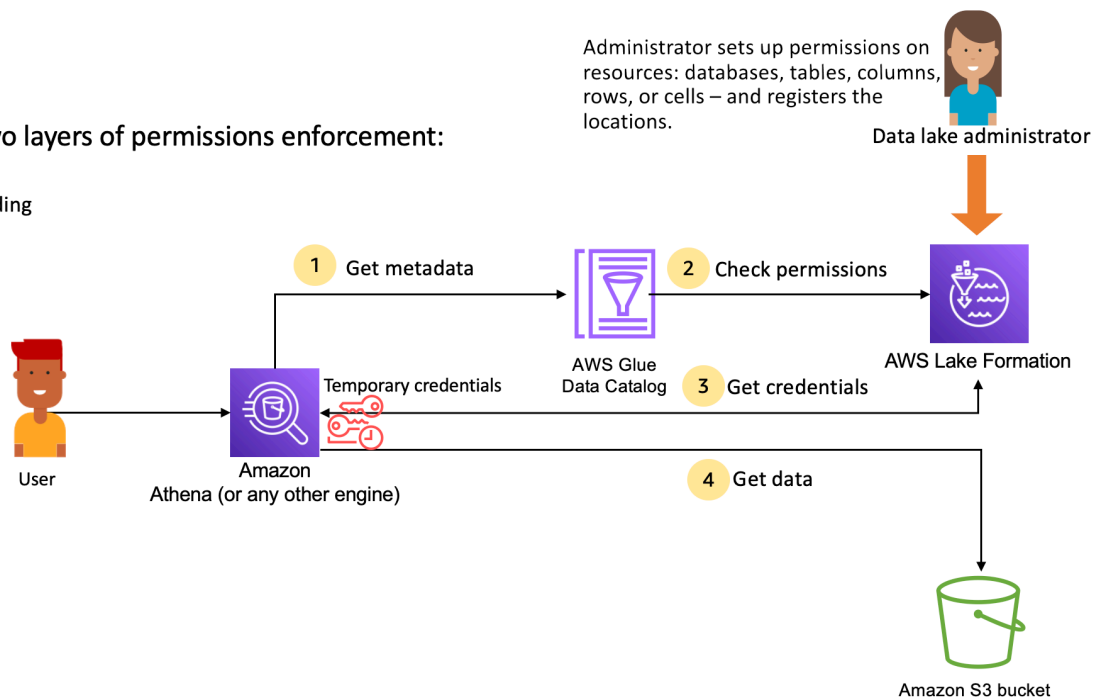 Administrator sets up permissions on
resources: databases, tables, columns,
rows, or cells – and registers the
locations.
Data lake administrator
layers of permissions enforcement:
1 Get metadata
2 Check permissions
AWS Glue
Data Catalog
AWS Lake Formation
Temporary credentials
3 Get credentials
User
Amazon
Athena (or any other engine)
4 Get data
Amazon S3 bucket